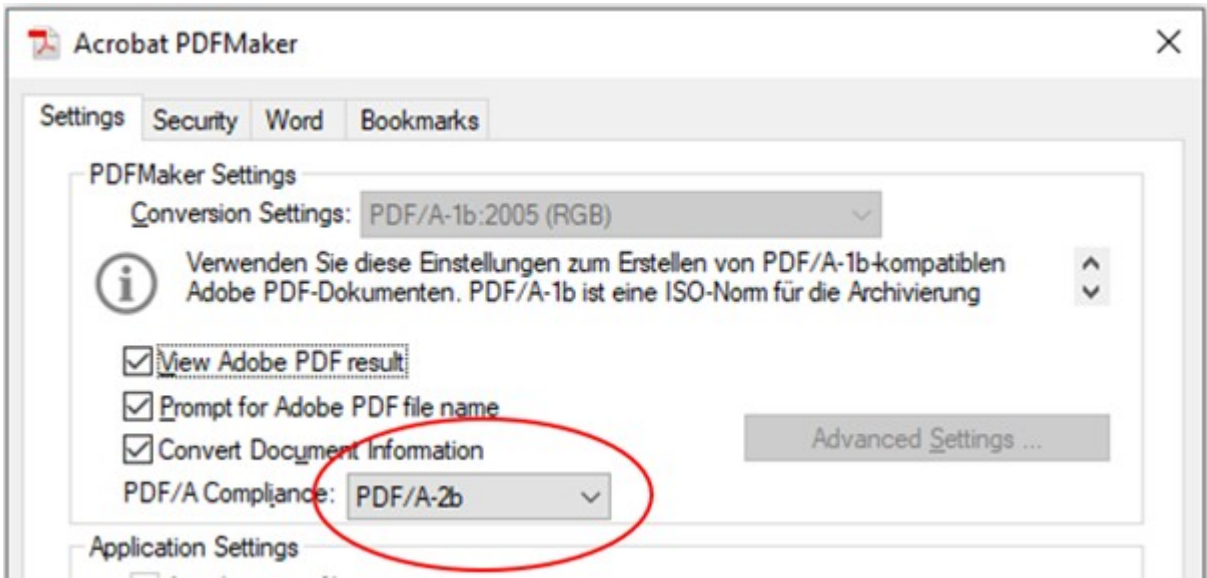 Acrobat PDFMaker
Settings Security Word Bookmarks
PDFMaker Settings
Conversion Settings: PDF/A-1b:2005 (RGB)
Verwenden Sie diese Einstellungen zum Erstellen von PDF/A-1b-kompatiblen
Adobe PDF-Dokumenten. PDF/A-1b ist eine ISO-Norm für die Archivierung
View Adobe PDF result
Prompt for Adobe PDF file name
Convert Document Information
Advanced Settings ...
PDF/A Compliance: PDF/A-2b
Application Settings